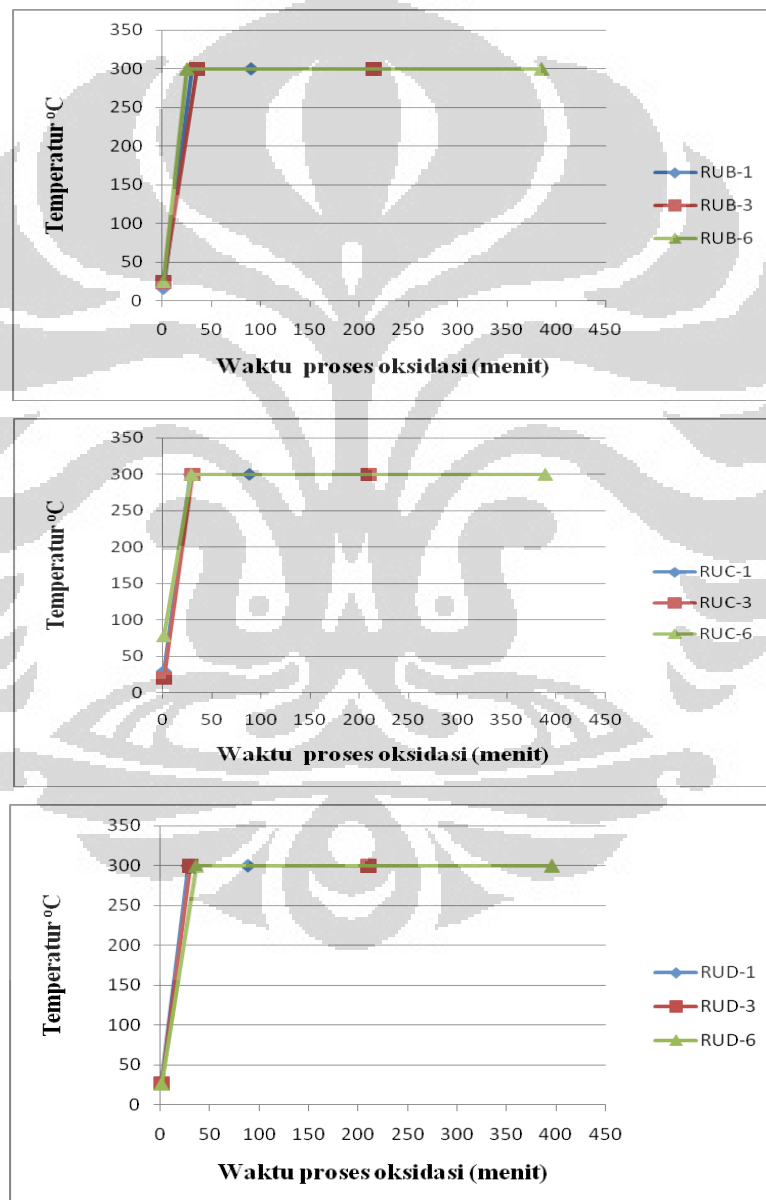 350
300
250
200
150
100
50
0
Temperatur ºC
0 50 100 150 200 250 300 350 400 450
Waktu proses oksidasi (menit)
RUB-1
RUB-3
RUB-6
350
300
250
200
150
100
50
0
Temperatur ºC
0 50 100 150 200 250 300 350 400 450
Waktu proses oksidasi (menit)
RUC-1
RUC-3
RUC-6
350
300
250
200
150
100
50
0
Temperatur ºC
0 50 100 150 200 250 300 350 400 450
Waktu proses oksidasi (menit)
RUD-1
RUD-3
RUD-6